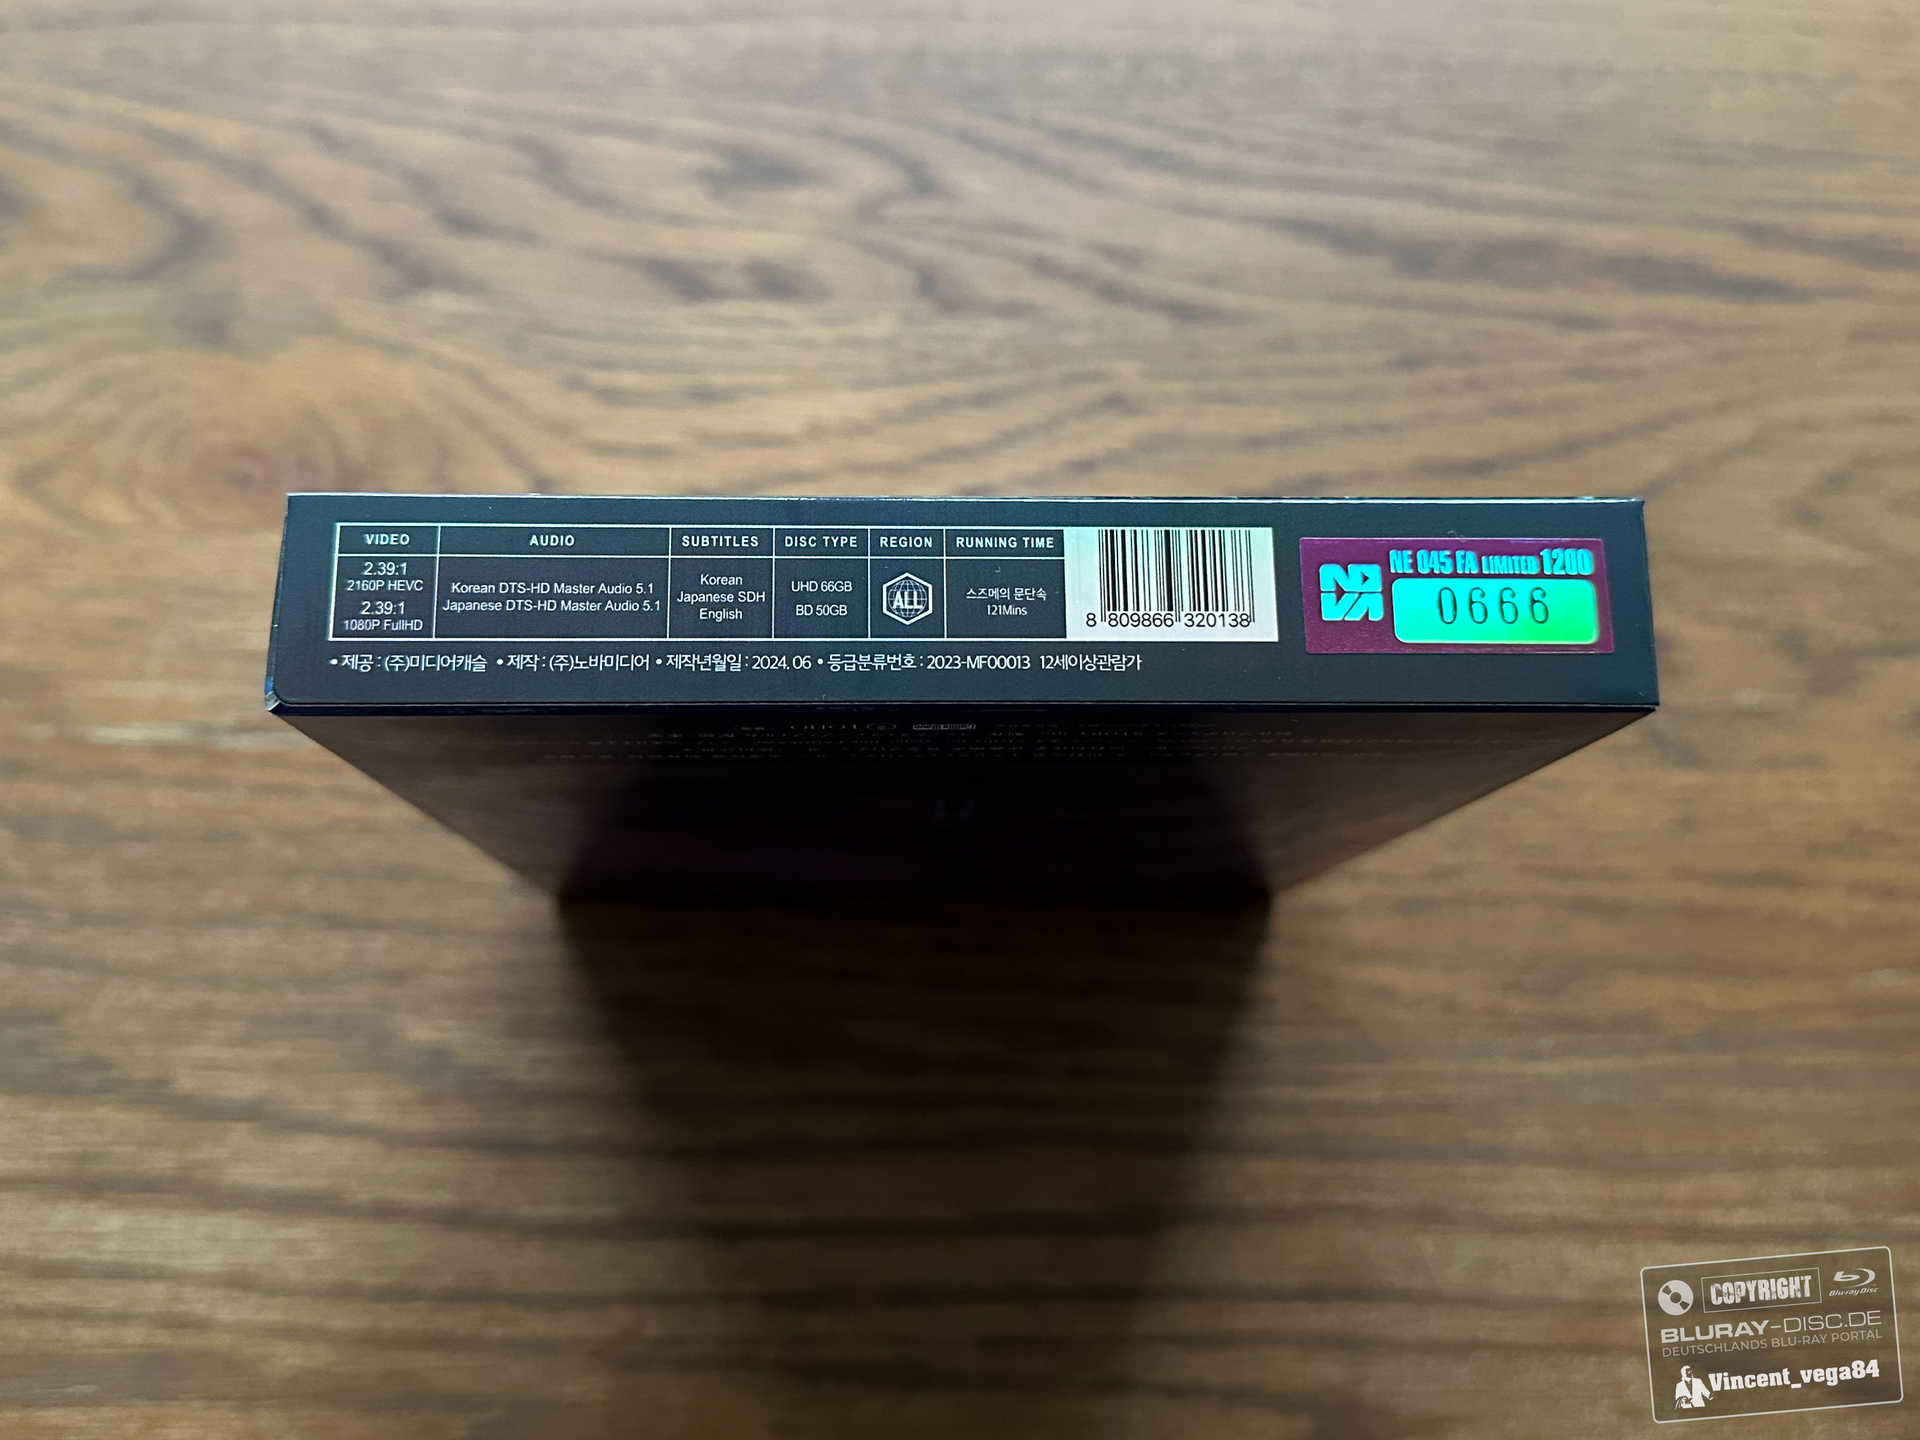 VIDEO AUDIO SUBTITLES DISC TYPE REGION RUNNING TIME
2.39:1
2160P HEVC
2.39:1
1080P FullHD
Korean DTS-HD Master Audio 5.1
Japanese DTS-HD Master Audio 5.1
Korean
Japanese SDH
English
UHD 66GB
BD 50GB
ALL
스즈메의 문단속
121Mins
8 809866 320138
NOVA
NE 045 FA LIMITED 1200
0666
• 제공 : (주)미디어캐슬 • 제작 : (주)노바미디어 • 제작년월일 : 2024. 06 • 등급분류번호 : 2023-MF00013 12세이상관람가
COPYRIGHT
Blu-ray Disc
BLURAY-DISC.DE
DEUTSCHLANDS BLU-RAY PORTAL
Vincent_vega84